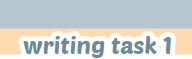 writing task 1